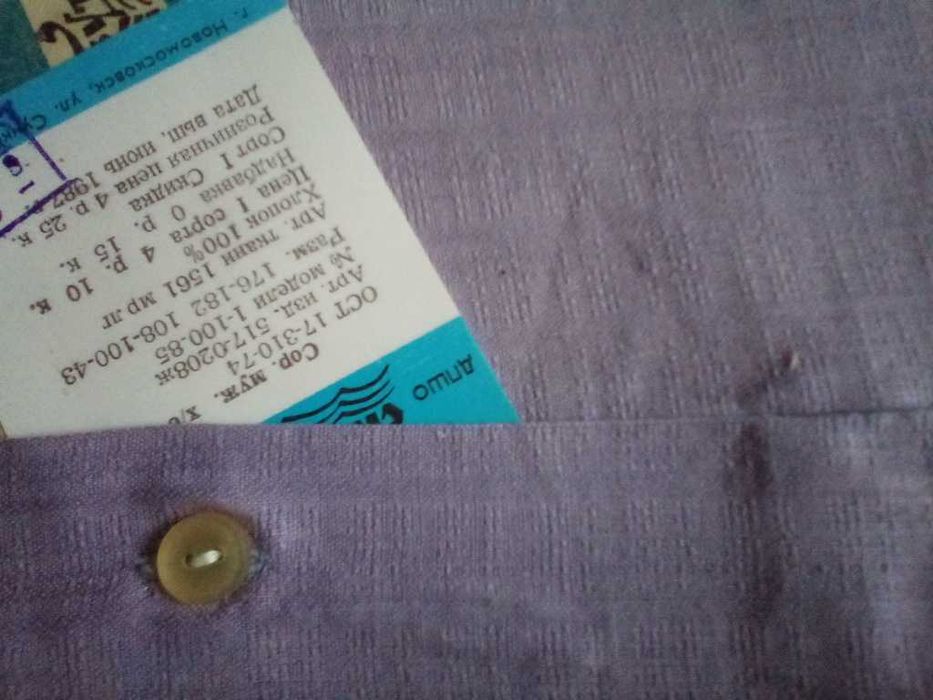 ДПШО
Сор. муж.
ОСТ 17-310-74
Арт. изд. 517-0208ж
№ модели 1-100-85
Разм. 176-182 108-100-43
Арт. ткани 1561 мр.лг
Хлопок 100%
Цена I сорта 4 р. 10 к.
Надбавка 0 р. 15 к.
Сорт I Скидка
Розничная цена 4 р. 25 к.
Дата вып. июнь 1987
г. Новомосковск, ул.